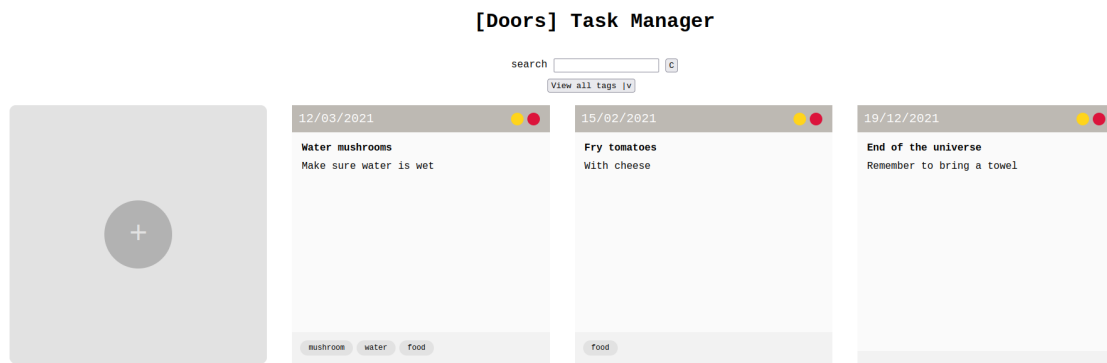 [Doors] Task Manager
search C
View all tags |v
+
12/03/2021
Water mushrooms
Make sure water is wet
mushroom water food
15/02/2021
Fry tomatoes
With cheese
food
19/12/2021
End of the universe
Remember to bring a towel